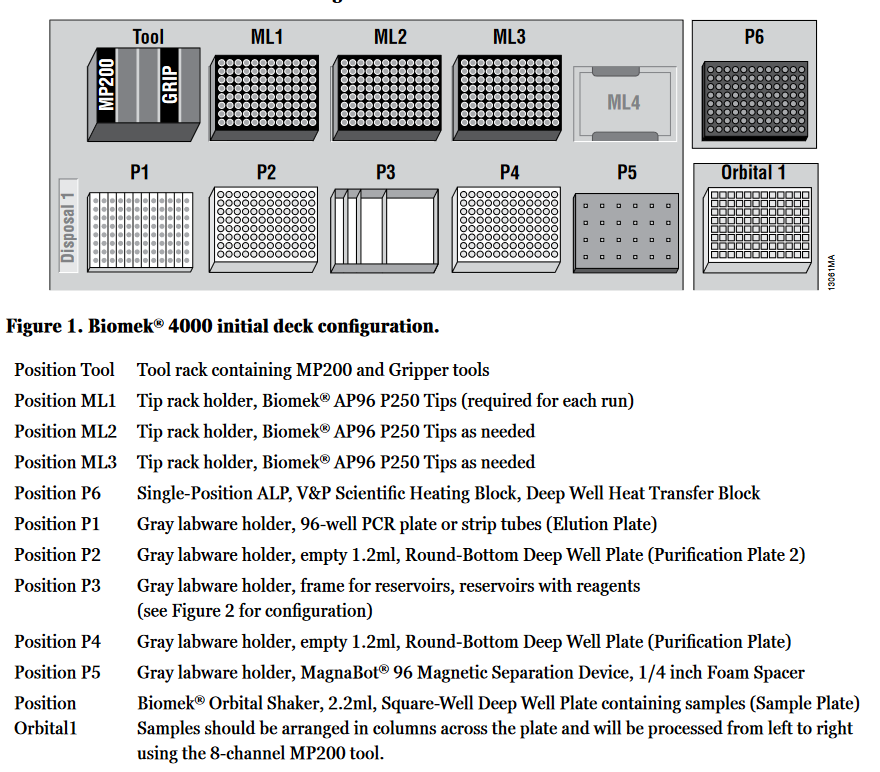 Tool ML1 ML2 ML3 P6
MP200 GRIP ML4
P1 P2 P3 P4 P5 Orbital 1
Disposal 1
13061MA
Figure 1. Biomek® 4000 initial deck configuration.
Position Tool Tool rack containing MP200 and Gripper tools
Position ML1 Tip rack holder, Biomek® AP96 P250 Tips (required for each run)
Position ML2 Tip rack holder, Biomek® AP96 P250 Tips as needed
Position ML3 Tip rack holder, Biomek® AP96 P250 Tips as needed
Position P6 Single-Position ALP, V&P Scientific Heating Block, Deep Well Heat Transfer Block
Position P1 Gray labware holder, 96-well PCR plate or strip tubes (Elution Plate)
Position P2 Gray labware holder, empty 1.2ml, Round-Bottom Deep Well Plate (Purification Plate 2)
Position P3 Gray labware holder, frame for reservoirs, reservoirs with reagents
(see Figure 2 for configuration)
Position P4 Gray labware holder, empty 1.2ml, Round-Bottom Deep Well Plate (Purification Plate)
Position P5 Gray labware holder, MagnaBot® 96 Magnetic Separation Device, 1/4 inch Foam Spacer
Position Biomek® Orbital Shaker, 2.2ml, Square-Well Deep Well Plate containing samples (Sample Plate)
Orbital1 Samples should be arranged in columns across the plate and will be processed from left to right
using the 8-channel MP200 tool.